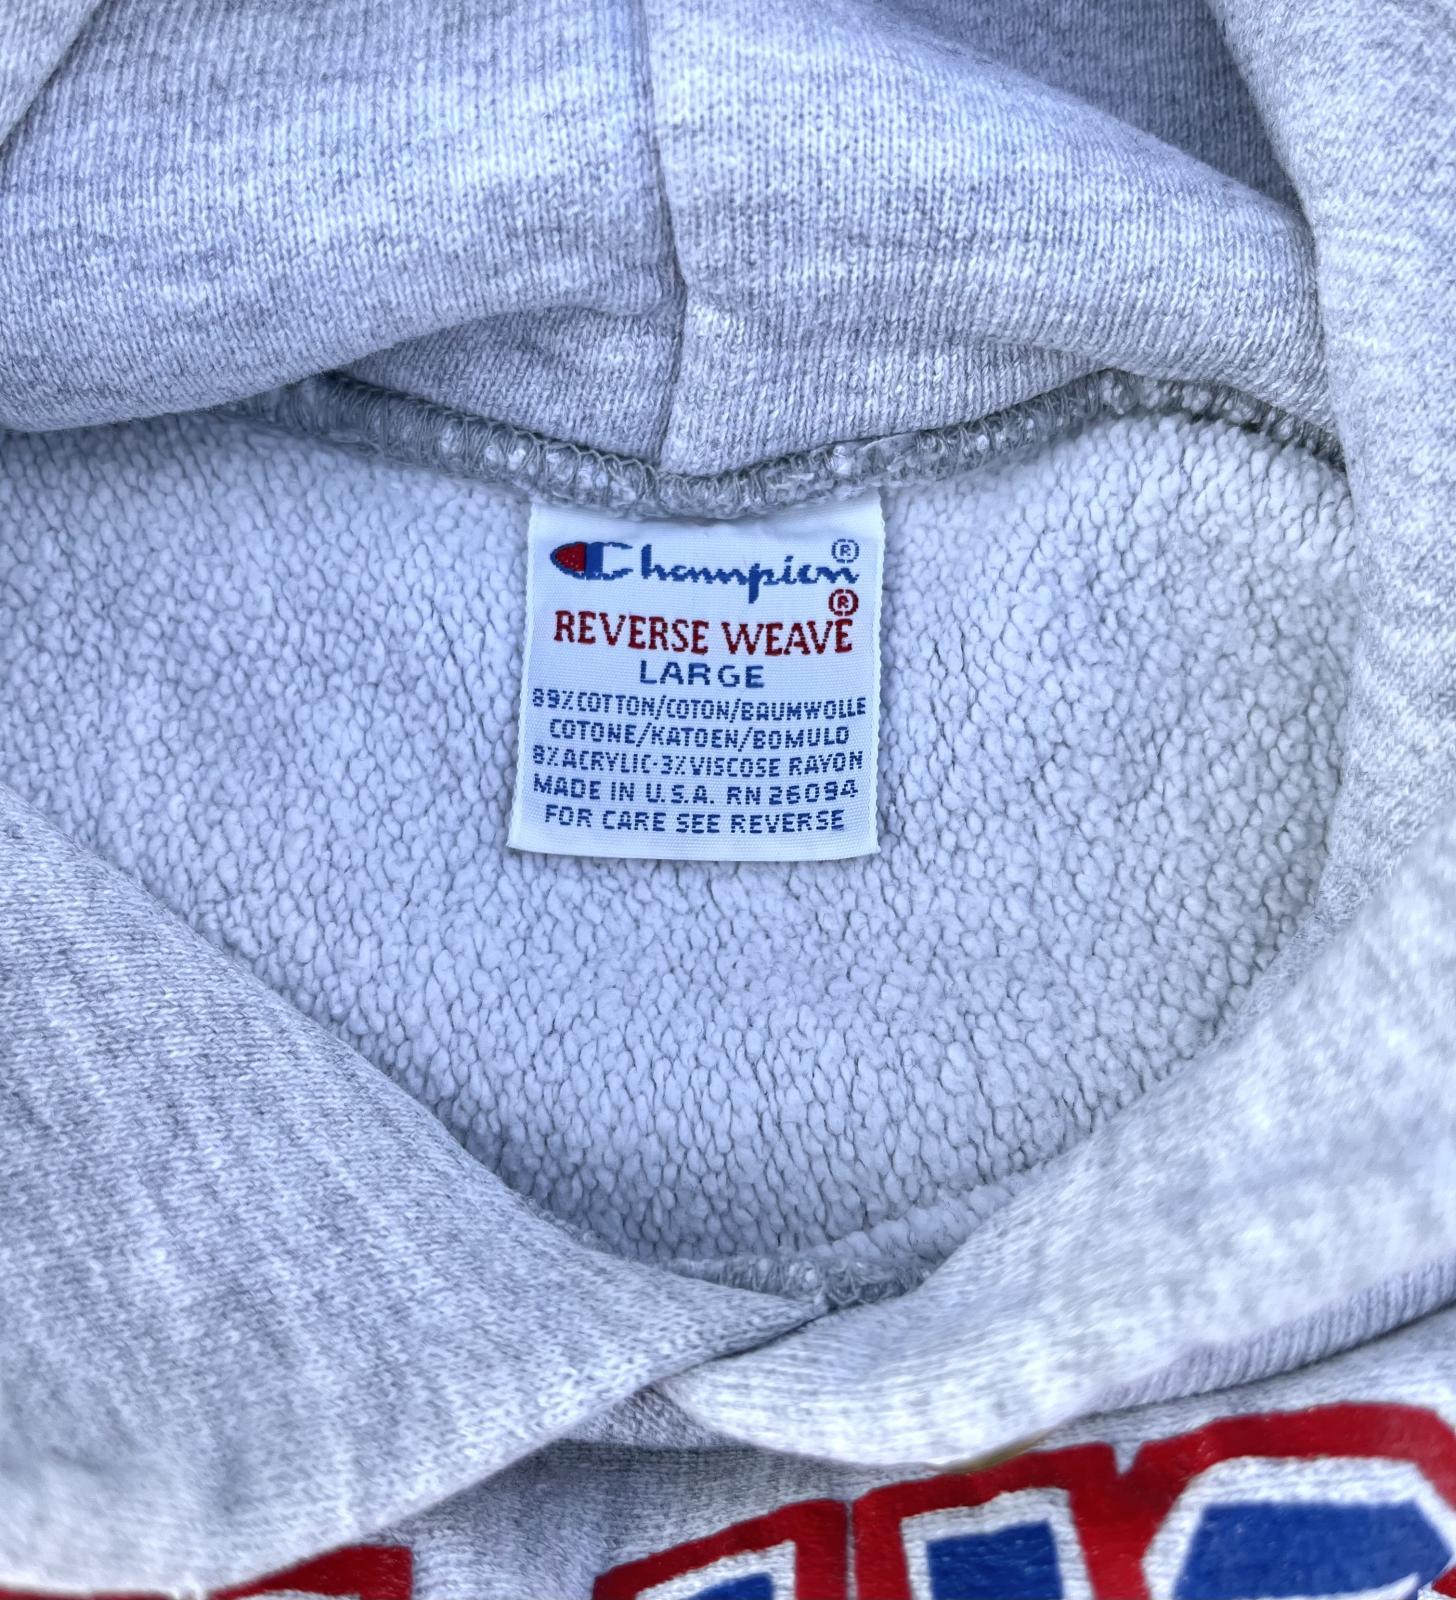 Champion®
REVERSE WEAVE®
LARGE
89% COTTON/COTON/BAUMWOLLE
COTONE/KATOEN/BOMULD
8% ACRYLIC-3% VISCOSE RAYON
MADE IN U.S.A. RN 26094
FOR CARE SEE REVERSE